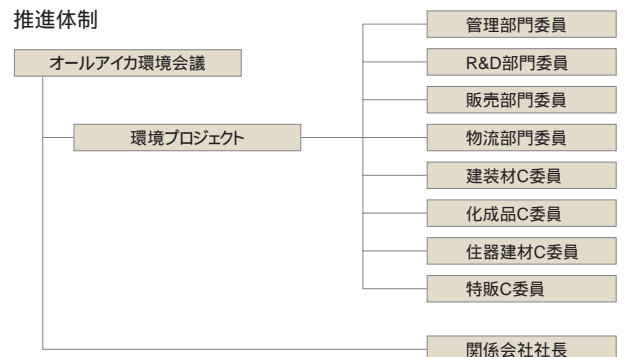 推進体制
オールアイカ環境会議
環境プロジェクト
管理部門委員
R&D部門委員
販売部門委員
物流部門委員
建装材C委員
化成品C委員
住器建材C委員
特販C委員
関係会社社長